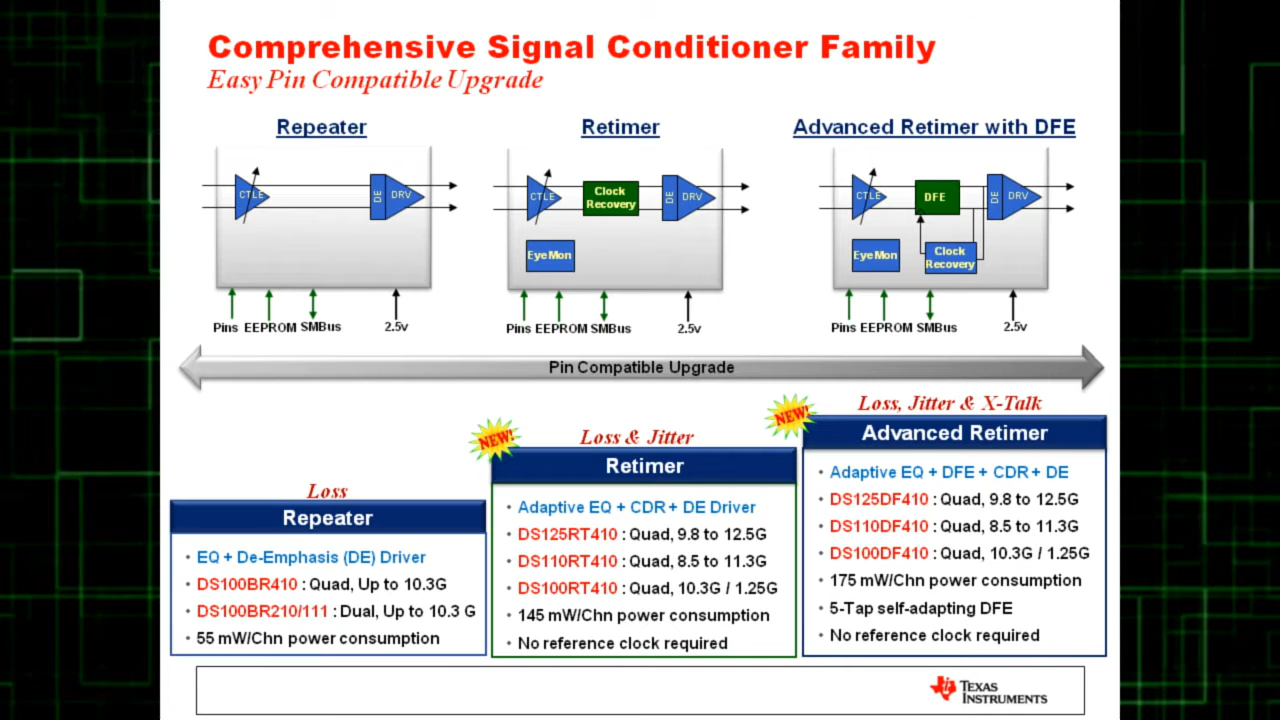 Comprehensive Signal Conditioner Family
Easy Pin Compatible Upgrade
Repeater
CTLE
DE
DRV
Pins EEPROM SMBus 2.5v
Retimer
CTLE
Clock
Recovery
DE
DRV
Eye Mon
Pins EEPROM SMBus 2.5v
Advanced Retimer with DFE
CTLE
DFE
DE
DRV
Eye Mon
Clock
Recovery
Pins EEPROM SMBus 2.5v
Pin Compatible Upgrade
Loss
Repeater
• EQ + De-Emphasis (DE) Driver
• DS100BR410 : Quad, Up to 10.3G
• DS100BR210/111 : Dual, Up to 10.3 G
• 55 mW/Chn power consumption
NEW!
Loss & Jitter
Retimer
• Adaptive EQ + CDR + DE Driver
• DS125RT410 : Quad, 9.8 to 12.5G
• DS110RT410 : Quad, 8.5 to 11.3G
• DS100RT410 : Quad, 10.3G / 1.25G
• 145 mW/Chn power consumption
• No reference clock required
NEW!
Loss, Jitter & X-Talk
Advanced Retimer
• Adaptive EQ + DFE + CDR + DE
• DS125DF410 : Quad, 9.8 to 12.5G
• DS110DF410 : Quad, 8.5 to 11.3G
• DS100DF410 : Quad, 10.3G / 1.25G
• 175 mW/Chn power consumption
• 5-Tap self-adapting DFE
• No reference clock required
TEXAS
INSTRUMENTS